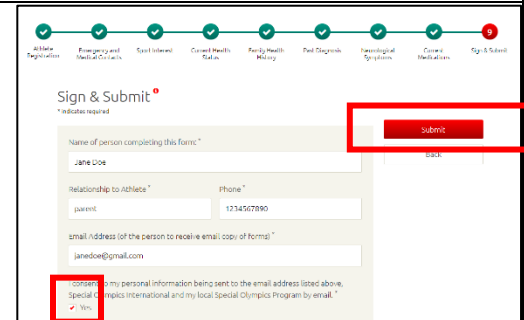 9
Athlete Registration
Emergency and Medical Contacts
Sport Interest
Current Health Status
Family Health History
Past Diagnosis
Neurological Symptoms
Current Medications
Sign & Submit
Sign & Submit
* Indicates required
Name of person completing this form: *
Jane Doe
Relationship to Athlete *
Phone *
parent
1234567890
Email Address (of the person to receive email copy of forms) *
janedoe@gmail.com
I consent to my personal information being sent to the email address listed above,
Special Olympics International and my local Special Olympics Program by email. *
Yes
Submit
Back